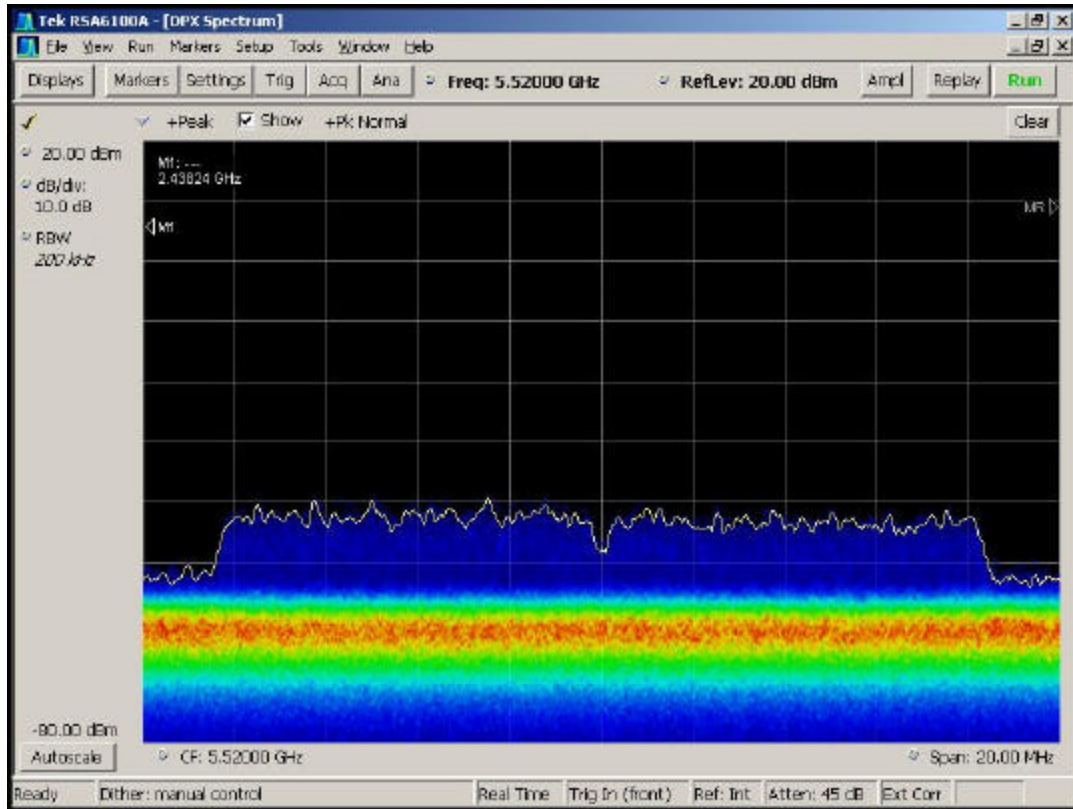 Tek RSA6100A - [DPX Spectrum]
File View Run Markers Setup Tools Window Help
Displays Markers Settings Trig Acq Ana Freq: 5.52000 GHz RefLev: 20.00 dBm Ampl Replay Run
+Peak Show +Pk Normal Clear
20.00 dBm
dB/div:
10.0 dB
RBW
200 kHz
M1: ---
2.43824 GHz
MR
M1
-80.00 dBm
Autoscale CF: 5.52000 GHz Span: 20.00 MHz
Ready Dither: manual control Real Time Trig In (front) Ref: Int Atten: 45 dB Ext Corr